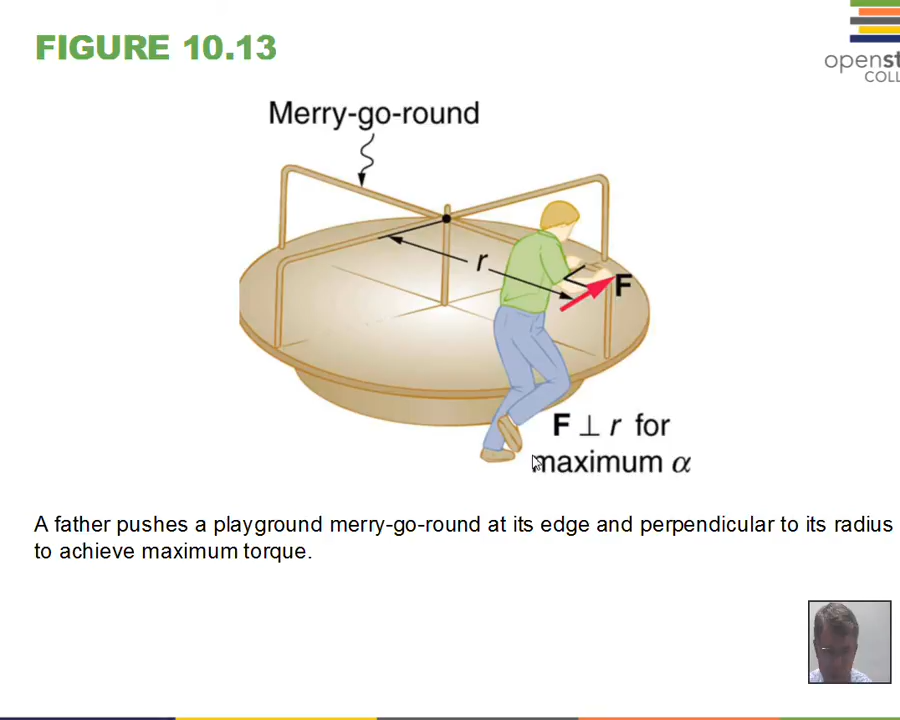 FIGURE 10.13
openst
COLL
Merry-go-round
r
F
F ⊥ r for
maximum α
A father pushes a playground merry-go-round at its edge and perpendicular to its radius
to achieve maximum torque.